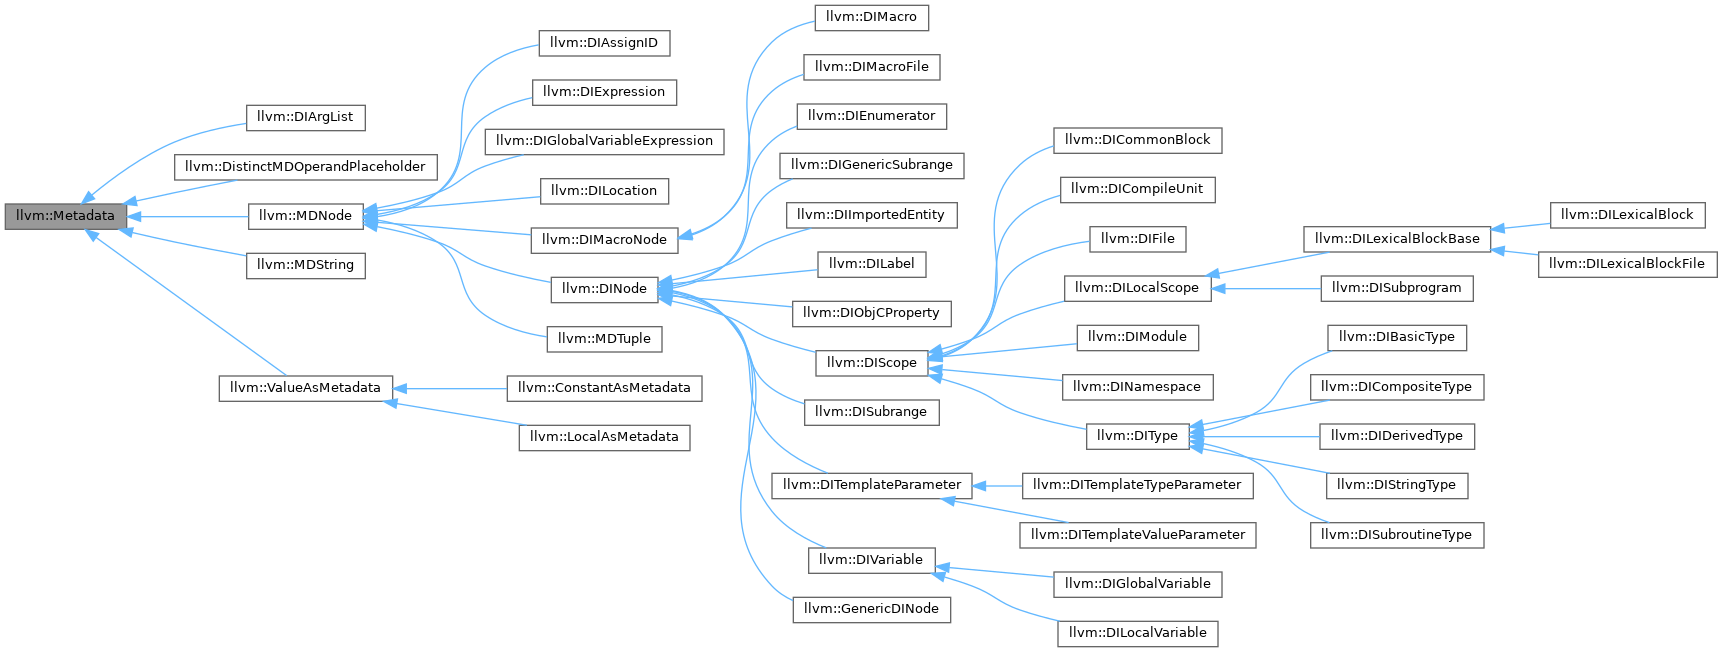 llvm::Metadata
llvm::DIArgList
llvm::DistinctMDOperandPlaceholder
llvm::MDNode
llvm::MDString
llvm::ValueAsMetadata
llvm::DIAssignID
llvm::DIExpression
llvm::DIGlobalVariableExpression
llvm::DILocation
llvm::DIMacroNode
llvm::DINode
llvm::MDTuple
llvm::ConstantAsMetadata
llvm::LocalAsMetadata
llvm::DIMacro
llvm::DIMacroFile
llvm::DIEnumerator
llvm::DIGenericSubrange
llvm::DIImportedEntity
llvm::DILabel
llvm::DIObjCProperty
llvm::DIScope
llvm::DISubrange
llvm::DITemplateParameter
llvm::DIVariable
llvm::GenericDINode
llvm::DICommonBlock
llvm::DICompileUnit
llvm::DIFile
llvm::DILocalScope
llvm::DIModule
llvm::DINamespace
llvm::DIType
llvm::DITemplateTypeParameter
llvm::DITemplateValueParameter
llvm::DIGlobalVariable
llvm::DILocalVariable
llvm::DILexicalBlockBase
llvm::DISubprogram
llvm::DIBasicType
llvm::DICompositeType
llvm::DIDerivedType
llvm::DIStringType
llvm::DISubroutineType
llvm::DILexicalBlock
llvm::DILexicalBlockFile